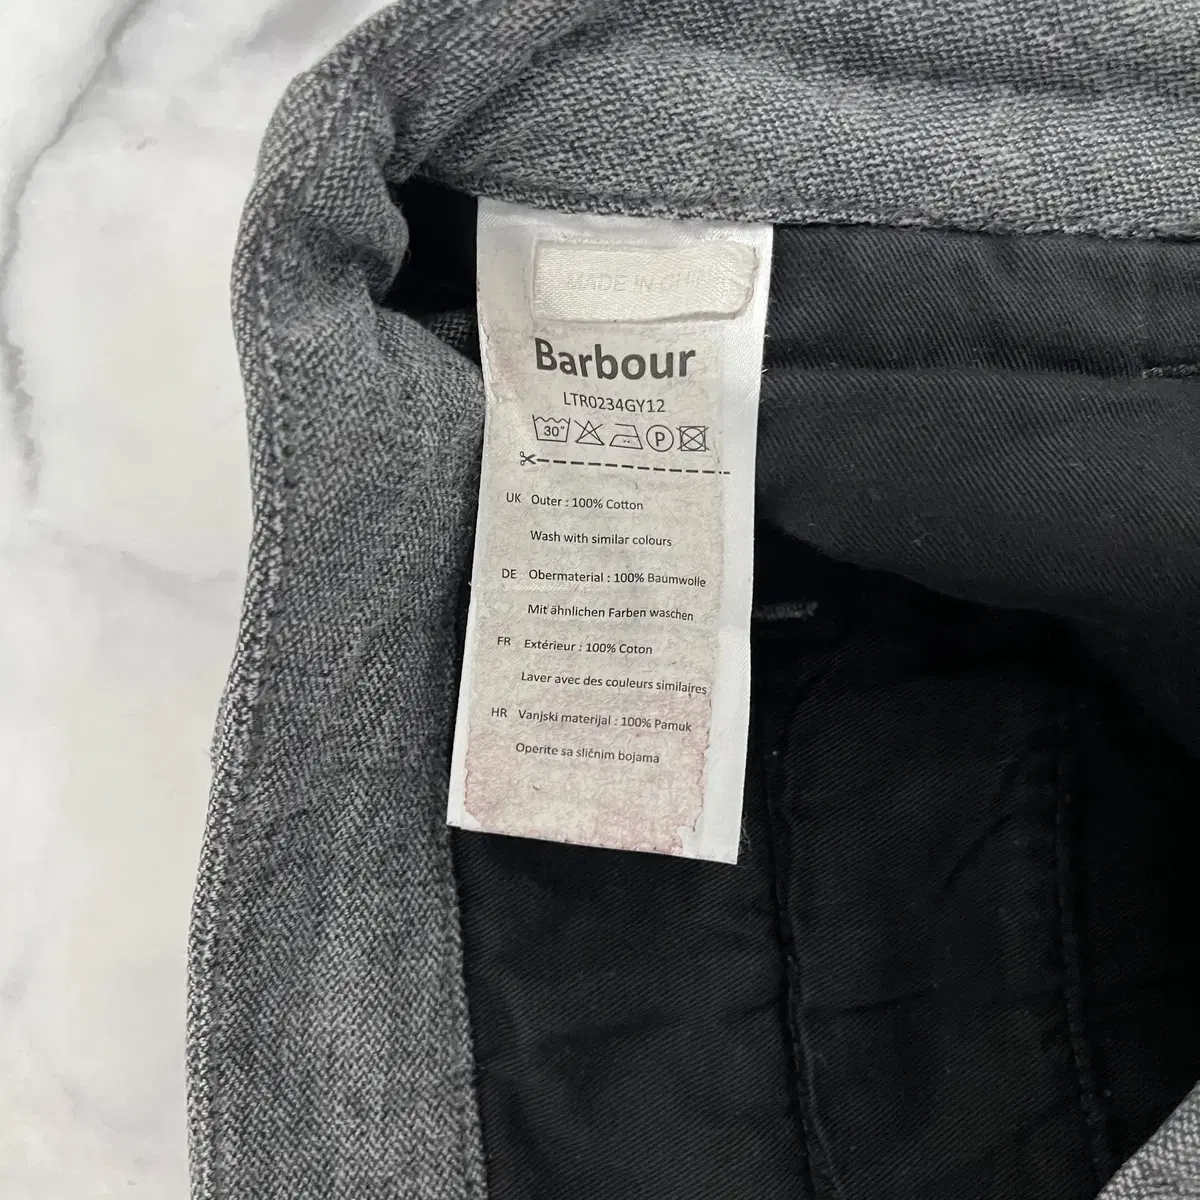 MADE IN
Barbour
LTR0234GY12
30°
P
UK Outer : 100% Cotton
Wash with similar colours
DE Obermaterial : 100% Baumwolle
Mit ähnlichen Farben waschen
FR Extérieur : 100% Coton
Laver avec des couleurs similaires
HR Vanjski materijal : 100% Pamuk
Operite sa sličnim bojama